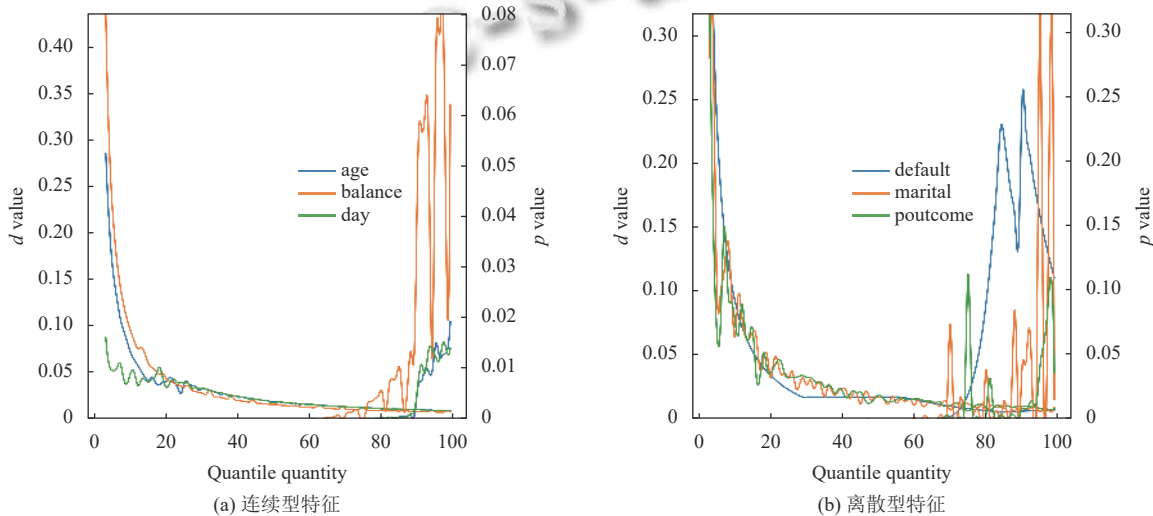 0.40
0.35
0.30
0.25
0.20
0.15
0.10
0.05
0
d value
0.08
0.07
0.06
0.05
0.04
0.03
0.02
0.01
0
p value
age
balance
day
0 20 40 60 80 100
Quantile quantity
(a) 连续型特征
0.30
0.25
0.20
0.15
0.10
0.05
0
d value
0.30
0.25
0.20
0.15
0.10
0.05
0
p value
default
marital
poutcome
0 20 40 60 80 100
Quantile quantity
(b) 离散型特征